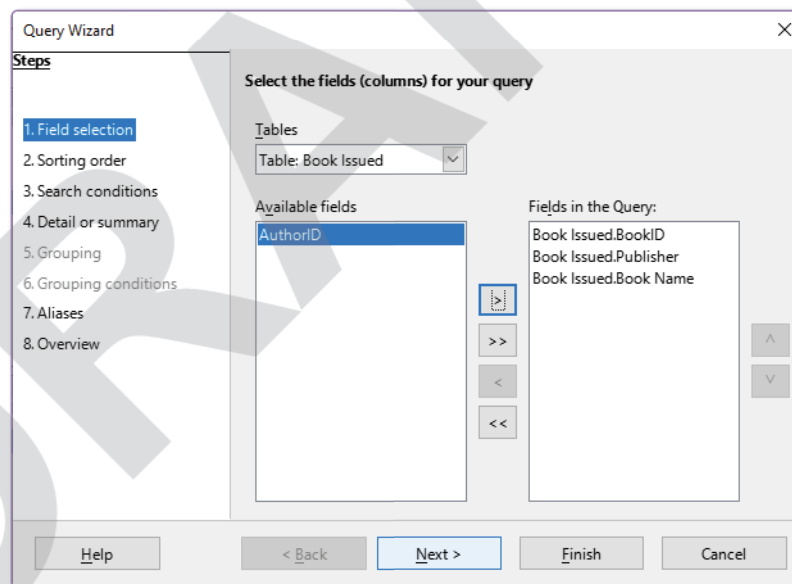 Query Wizard
Steps
1. Field selection
2. Sorting order
3. Search conditions
4. Detail or summary
5. Grouping
6. Grouping conditions
7. Aliases
8. Overview
Select the fields (columns) for your query
Tables
Table: Book Issued
Available fields
AuthorID
>
>>
<
<<
Fields in the Query:
Book Issued.BookID
Book Issued.Publisher
Book Issued.Book Name
Help
< Back
Next >
Finish
Cancel